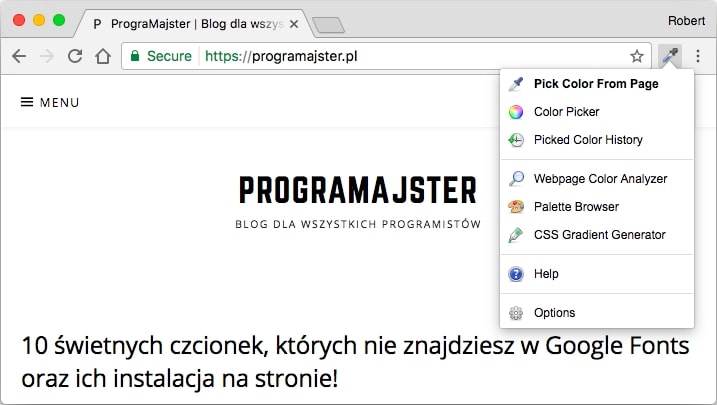 P PrograMajster | Blog dla wszys
Robert
Secure https://programajster.pl
MENU
Pick Color From Page
Color Picker
Picked Color History
Webpage Color Analyzer
Palette Browser
CSS Gradient Generator
? Help
Options
PROGRAMAJSTER
BLOG DLA WSZYSTKICH PROGRAMISTÓW
10 świetnych czcionek, których nie znajdziesz w Google Fonts
oraz ich instalacja na stronie!